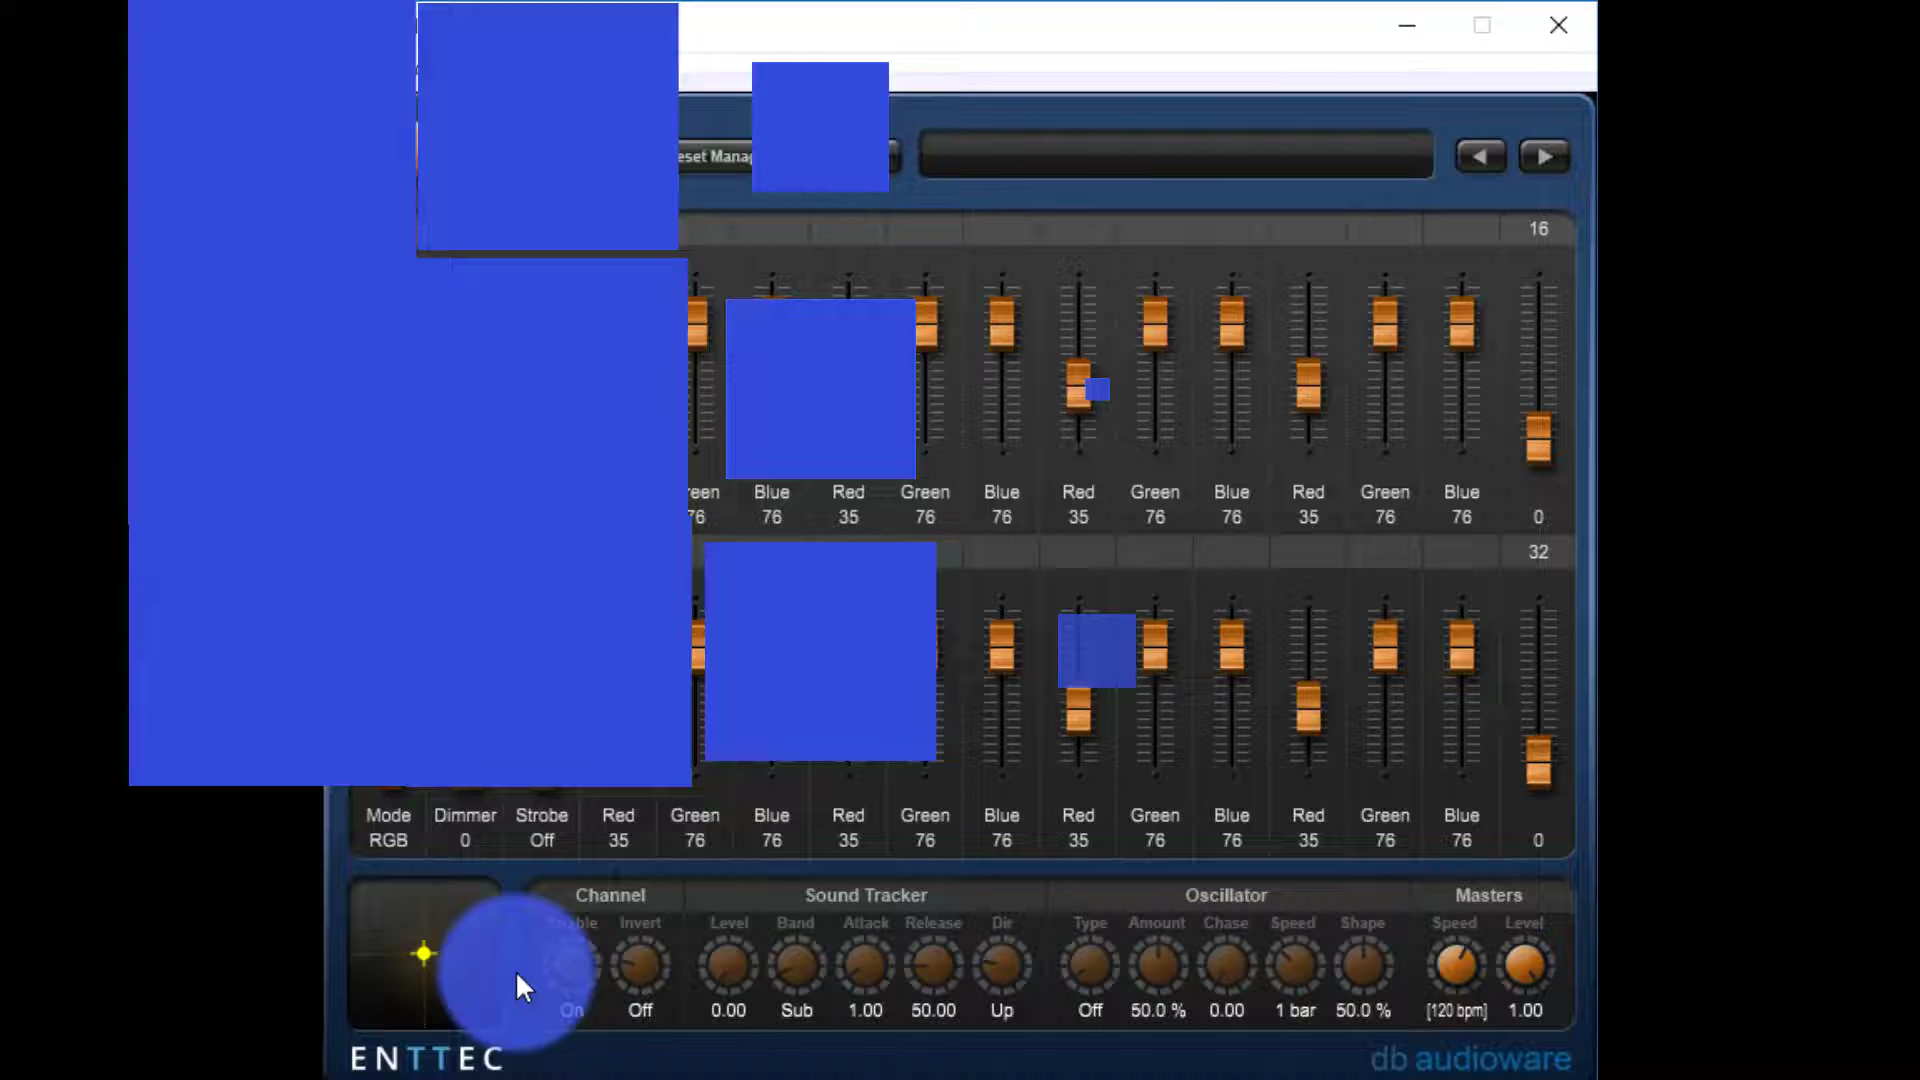 16
Blue Red Green Blue Red Green Blue Red Green Blue
76 35 76 76 35 76 76 35 76 76 0
32
Mode Dimmer Strobe Red Green Blue Red Green Blue Red Green Blue Red Green Blue
RGB 0 Off 35 76 76 35 76 76 35 76 76 35 76 76 0
Channel Sound Tracker Oscillator Masters
Invert Level Band Attack Release Dir Type Amount Chase Speed Shape Speed Level
On Off 0.00 Sub 1.00 50.00 Up Off 50.0 % 0.00 1 bar 50.0 % [120 bpm] 1.00
ENTTEC db audioware